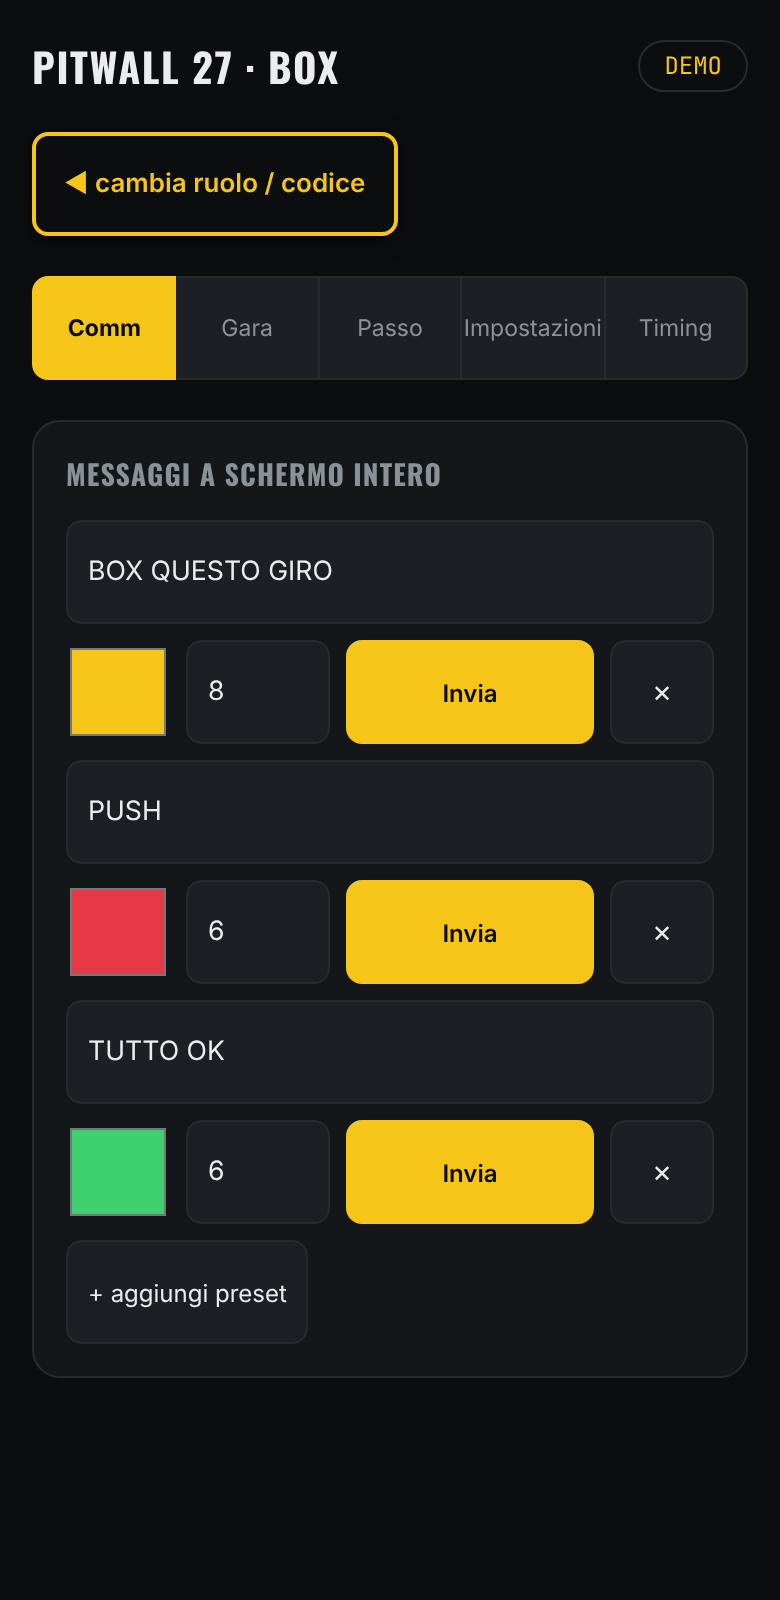 PITWALL 27 · BOX
DEMO
◀ cambia ruolo / codice
Comm
Gara
Passo
Impostazioni
Timing
MESSAGGI A SCHERMO INTERO
BOX QUESTO GIRO
8
Invia
✕
PUSH
6
Invia
✕
TUTTO OK
6
Invia
✕
+ aggiungi preset